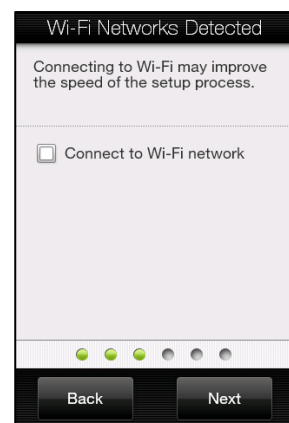 Wi-Fi Networks Detected
Connecting to Wi-Fi may improve
the speed of the setup process.
Connect to Wi-Fi network
Back
Next